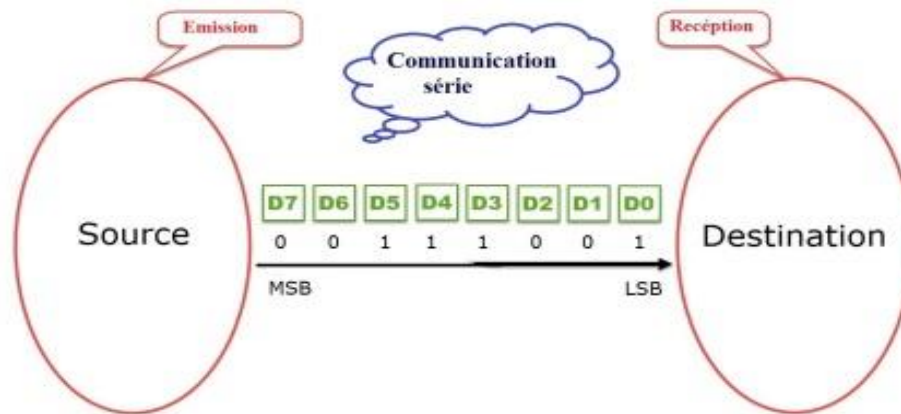 Emission
Recéption
Communication
série
D7 D6 D5 D4 D3 D2 D1 D0
0 0 1 1 1 0 0 1
Source
Destination
MSB
LSB